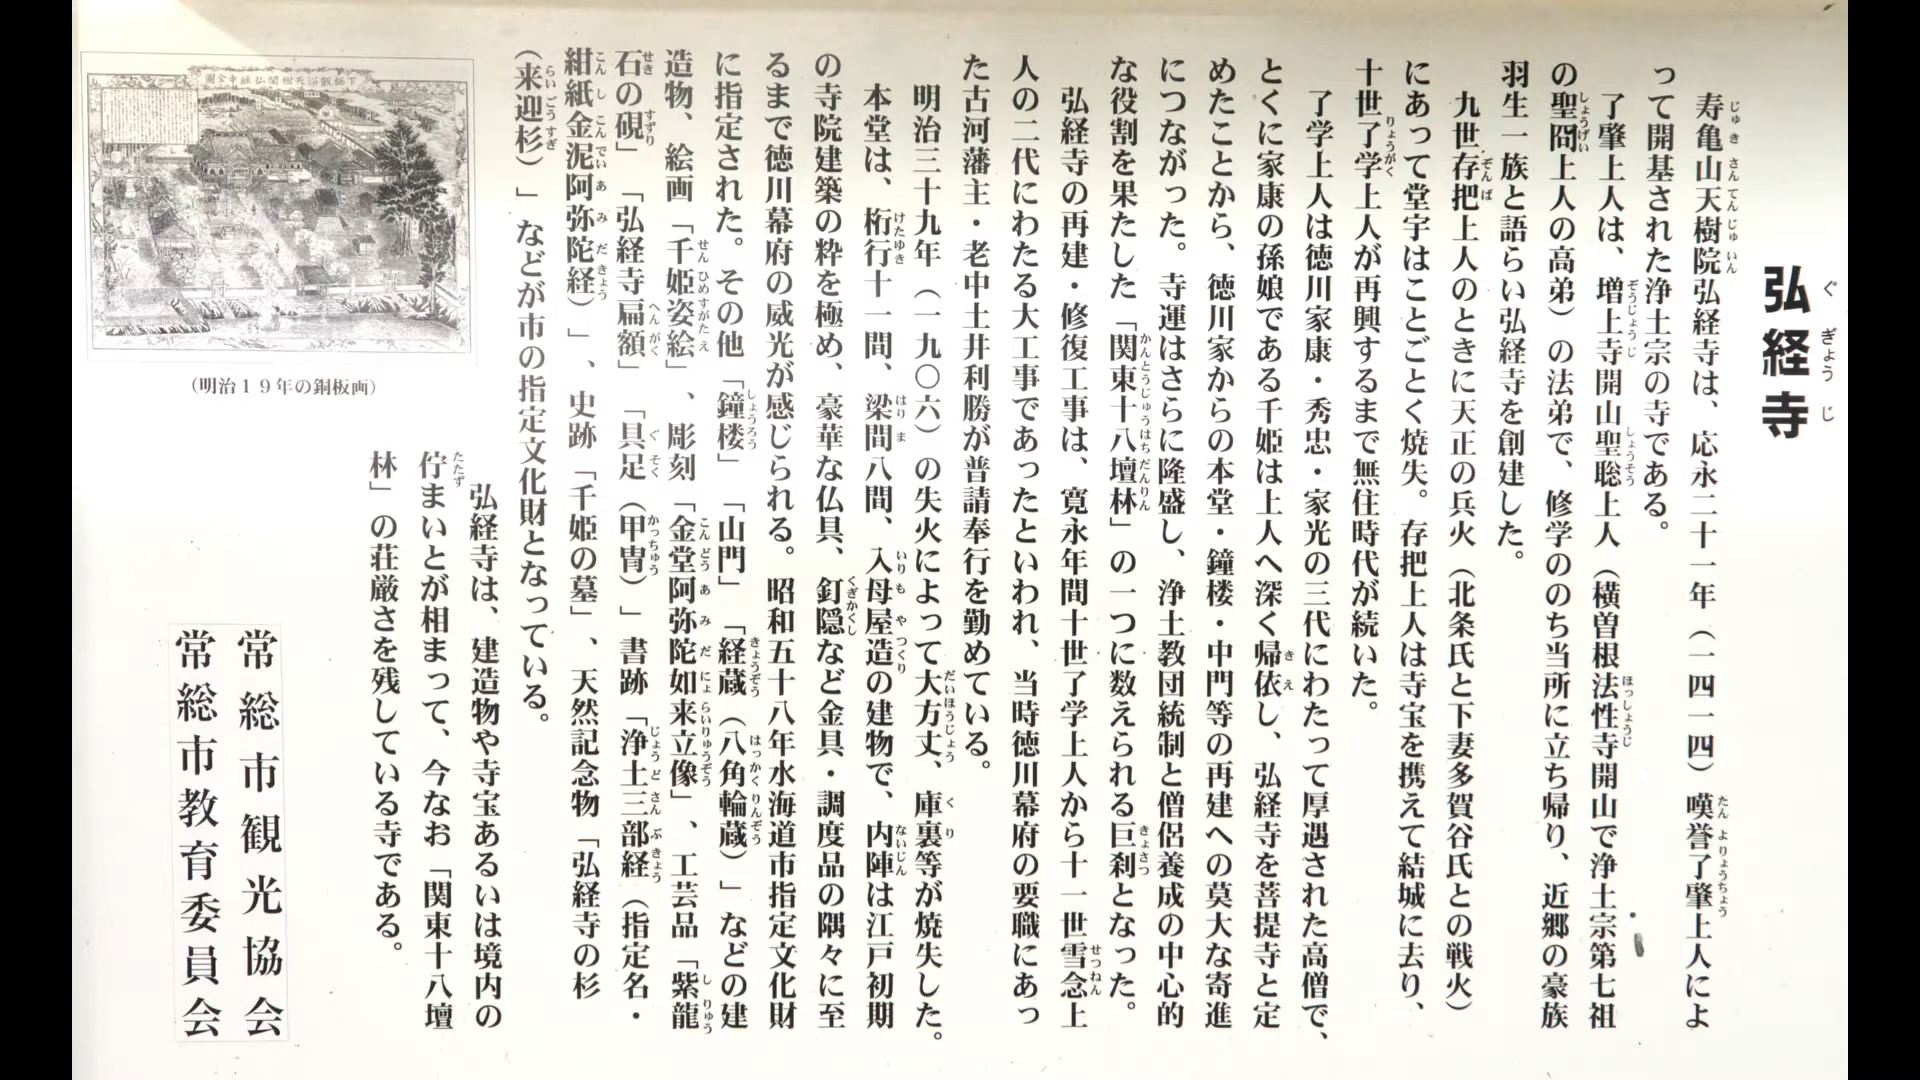 弘経寺
ぐぎょうじ
寿亀山天樹院弘経寺は、応永二十一年（一四一四）嘆誉了肇上人によ
って開基された浄土宗の寺である。
了肇上人は、増上寺開山聖聡上人（横曽根法性寺開山で浄土宗第七祖
の聖冏上人の高弟）の法弟で、修学ののち当所に立ち帰り、近郷の豪族
羽生一族と語らい弘経寺を創建した。
九世存把上人のときに天正の兵火（北条氏と下妻多賀谷氏との戦火）
にあって堂宇はことごとく焼失。存把上人は寺宝を携えて結城に去り、
十世了学上人が再興するまで無住時代が続いた。
了学上人は徳川家康・秀忠・家光の三代にわたって厚遇された高僧で、
とくに家康の孫娘である千姫は上人へ深く帰依し、弘経寺を菩提寺と定
めたことから、徳川家からの本堂・鐘楼・中門等の再建への莫大な寄進
につながった。寺運はさらに隆盛し、浄土教団統制と僧侶養成の中心的
な役割を果たした「関東十八壇林」の一つに数えられる巨刹となった。
弘経寺の再建・修復工事は、寛永年間十世了学上人から十一世雪念上
人の二代にわたる大工事であったといわれ、当時徳川幕府の要職にあっ
た古河藩主・老中土井利勝が普請奉行を勤めている。
明治三十九年（一九〇六）の失火によって大方丈、庫裏等が焼失した。
本堂は、桁行十一間、梁間八間、入母屋造の建物で、内陣は江戸初期
の寺院建築の粋を極め、豪華な仏具、釘隠など金具・調度品の隅々に至
るまで徳川幕府の威光が感じられる。昭和五十八年水海道市指定文化財
に指定された。その他「鐘楼」「山門」「経蔵（八角輪蔵）」などの建
造物、絵画「千姫姿絵」、彫刻「金堂阿弥陀如来立像」、工芸品「紫龍
石の硯」「弘経寺扁額」「具足（甲冑）」書跡「浄土三部経（指定名・
紺紙金泥阿弥陀経）」、史跡「千姫の墓」、天然記念物「弘経寺の杉
（来迎杉）」などが市の指定文化財となっている。
弘経寺は、建造物や寺宝あるいは境内の
佇まいとが相まって、今なお「関東十八壇
林」の荘厳さを残している寺である。
（明治１９年の銅板画）
常総市観光協会
常総市教育委員会